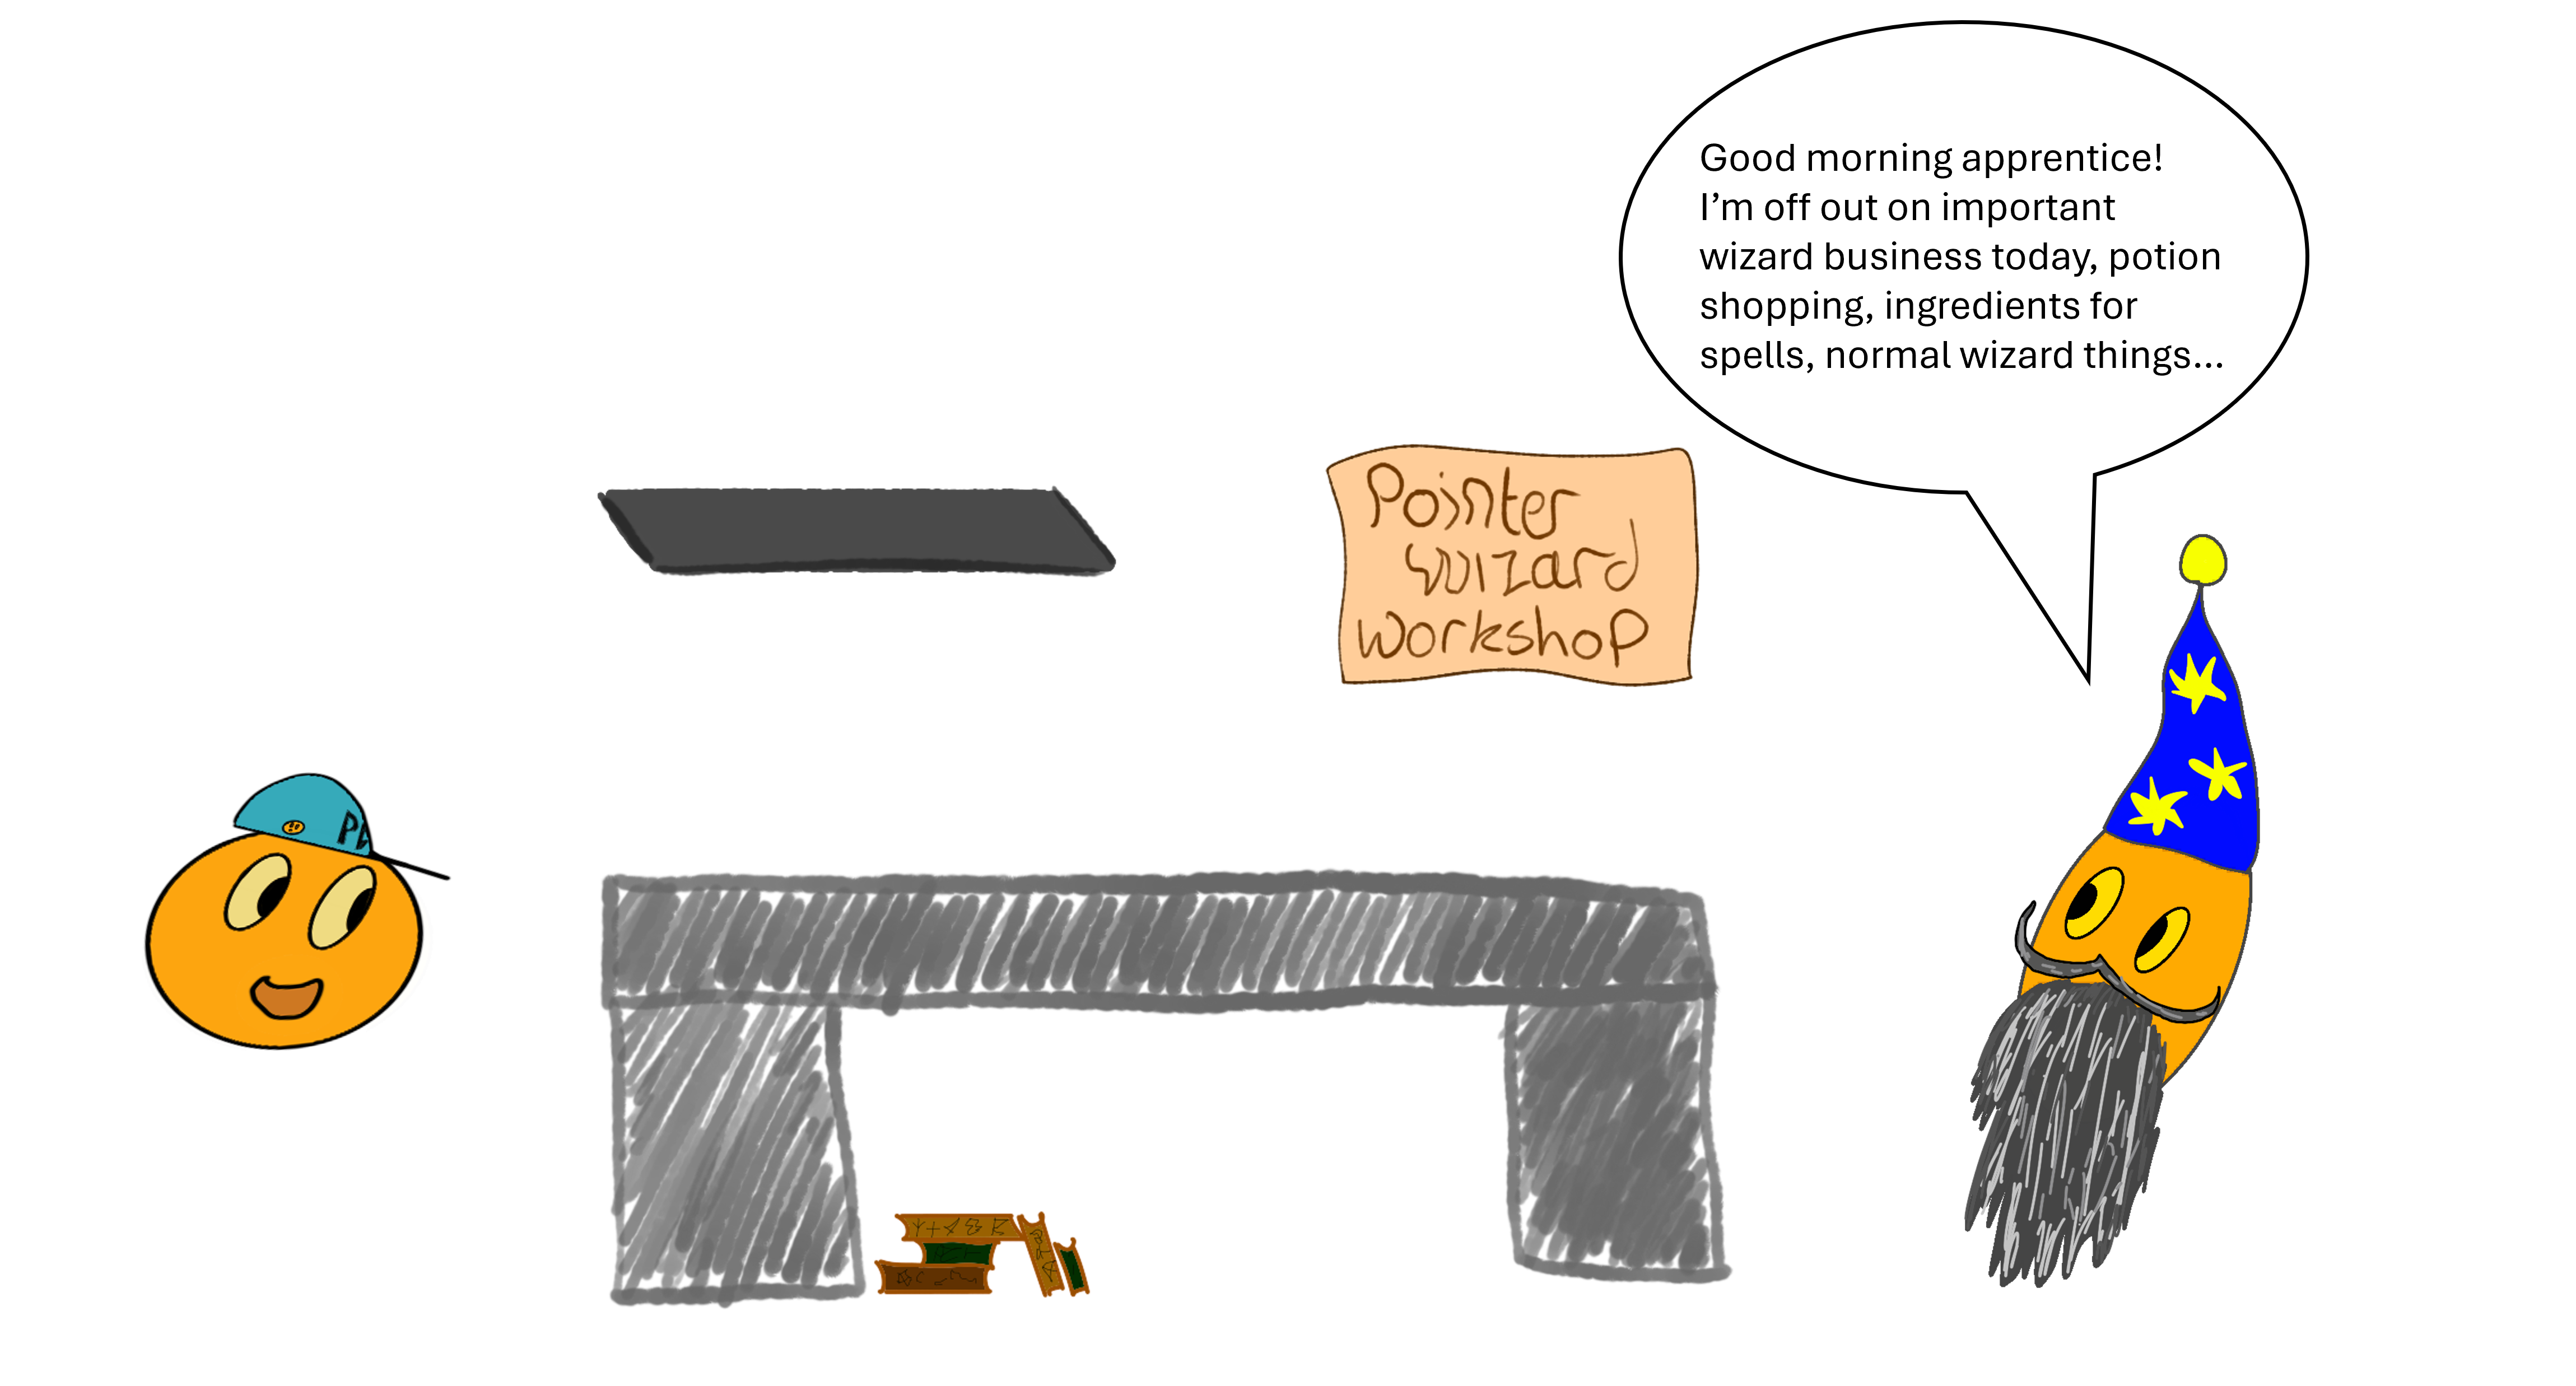 Good morning apprentice!
I’m off out on important
wizard business today, potion
shopping, ingredients for
spells, normal wizard things...
Pointer
wizard
workshop